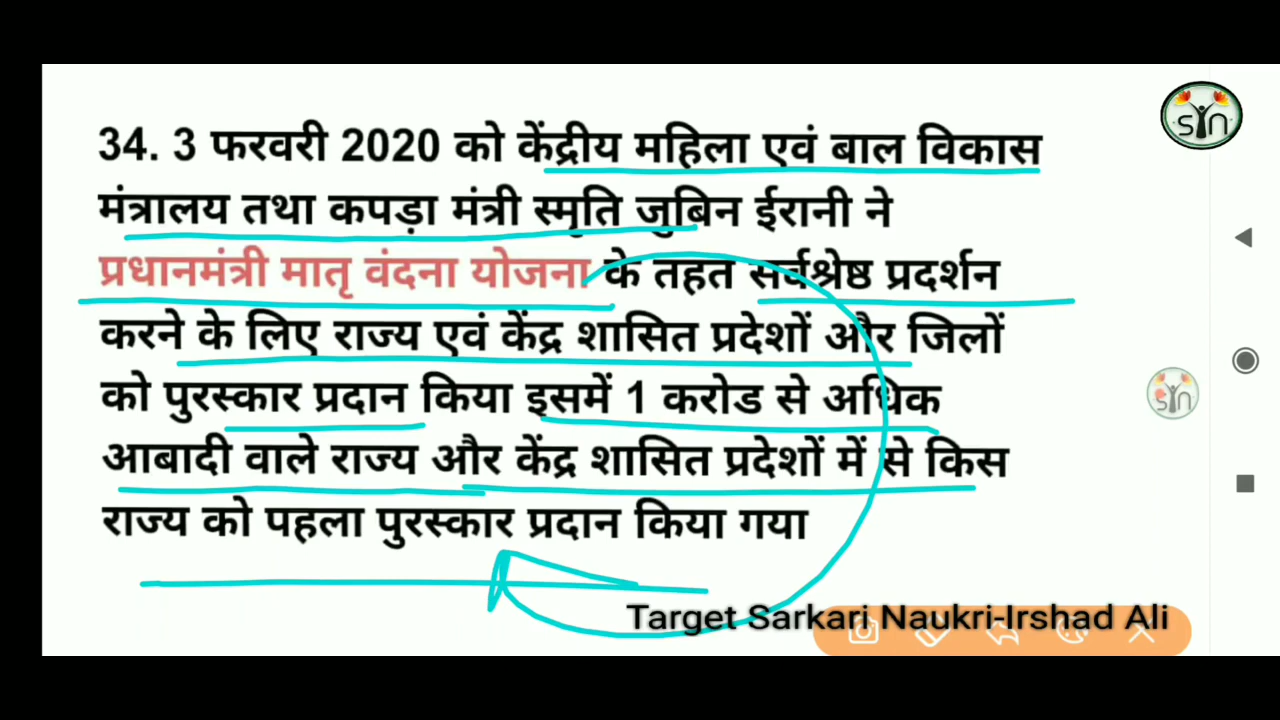 34. 3 फरवरी 2020 को केंद्रीय महिला एवं बाल विकास
मंत्रालय तथा कपड़ा मंत्री स्मृति जुबिन ईरानी ने
प्रधानमंत्री मातृ वंदना योजना के तहत सर्वश्रेष्ठ प्रदर्शन
करने के लिए राज्य एवं केंद्र शासित प्रदेशों और जिलों
को पुरस्कार प्रदान किया इसमें 1 करोड से अधिक
आबादी वाले राज्य और केंद्र शासित प्रदेशों में से किस
राज्य को पहला पुरस्कार प्रदान किया गया
Target Sarkari Naukri-Irshad Ali
SYN
SYN